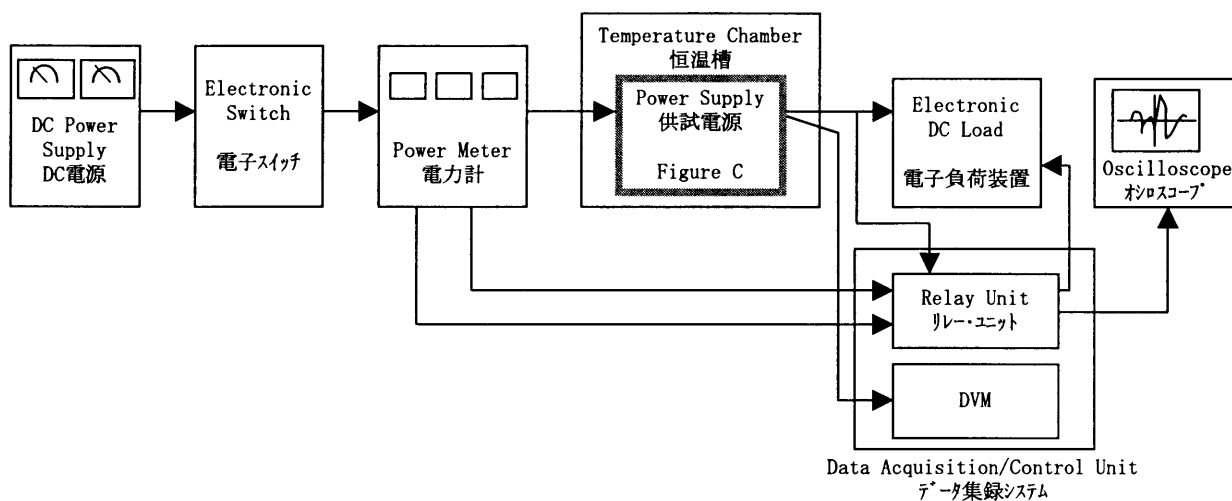 DC Power
Supply
DC電源
Electronic
Switch
電子スイッチ
Power Meter
電力計
Temperature Chamber
恒温槽
Power Supply
供試電源
Figure C
Electronic
DC Load
電子負荷装置
Oscilloscope
オシロスコープ
Relay Unit
リレー・ユニット
DVM
Data Acquisition/Control Unit
データ集録システム